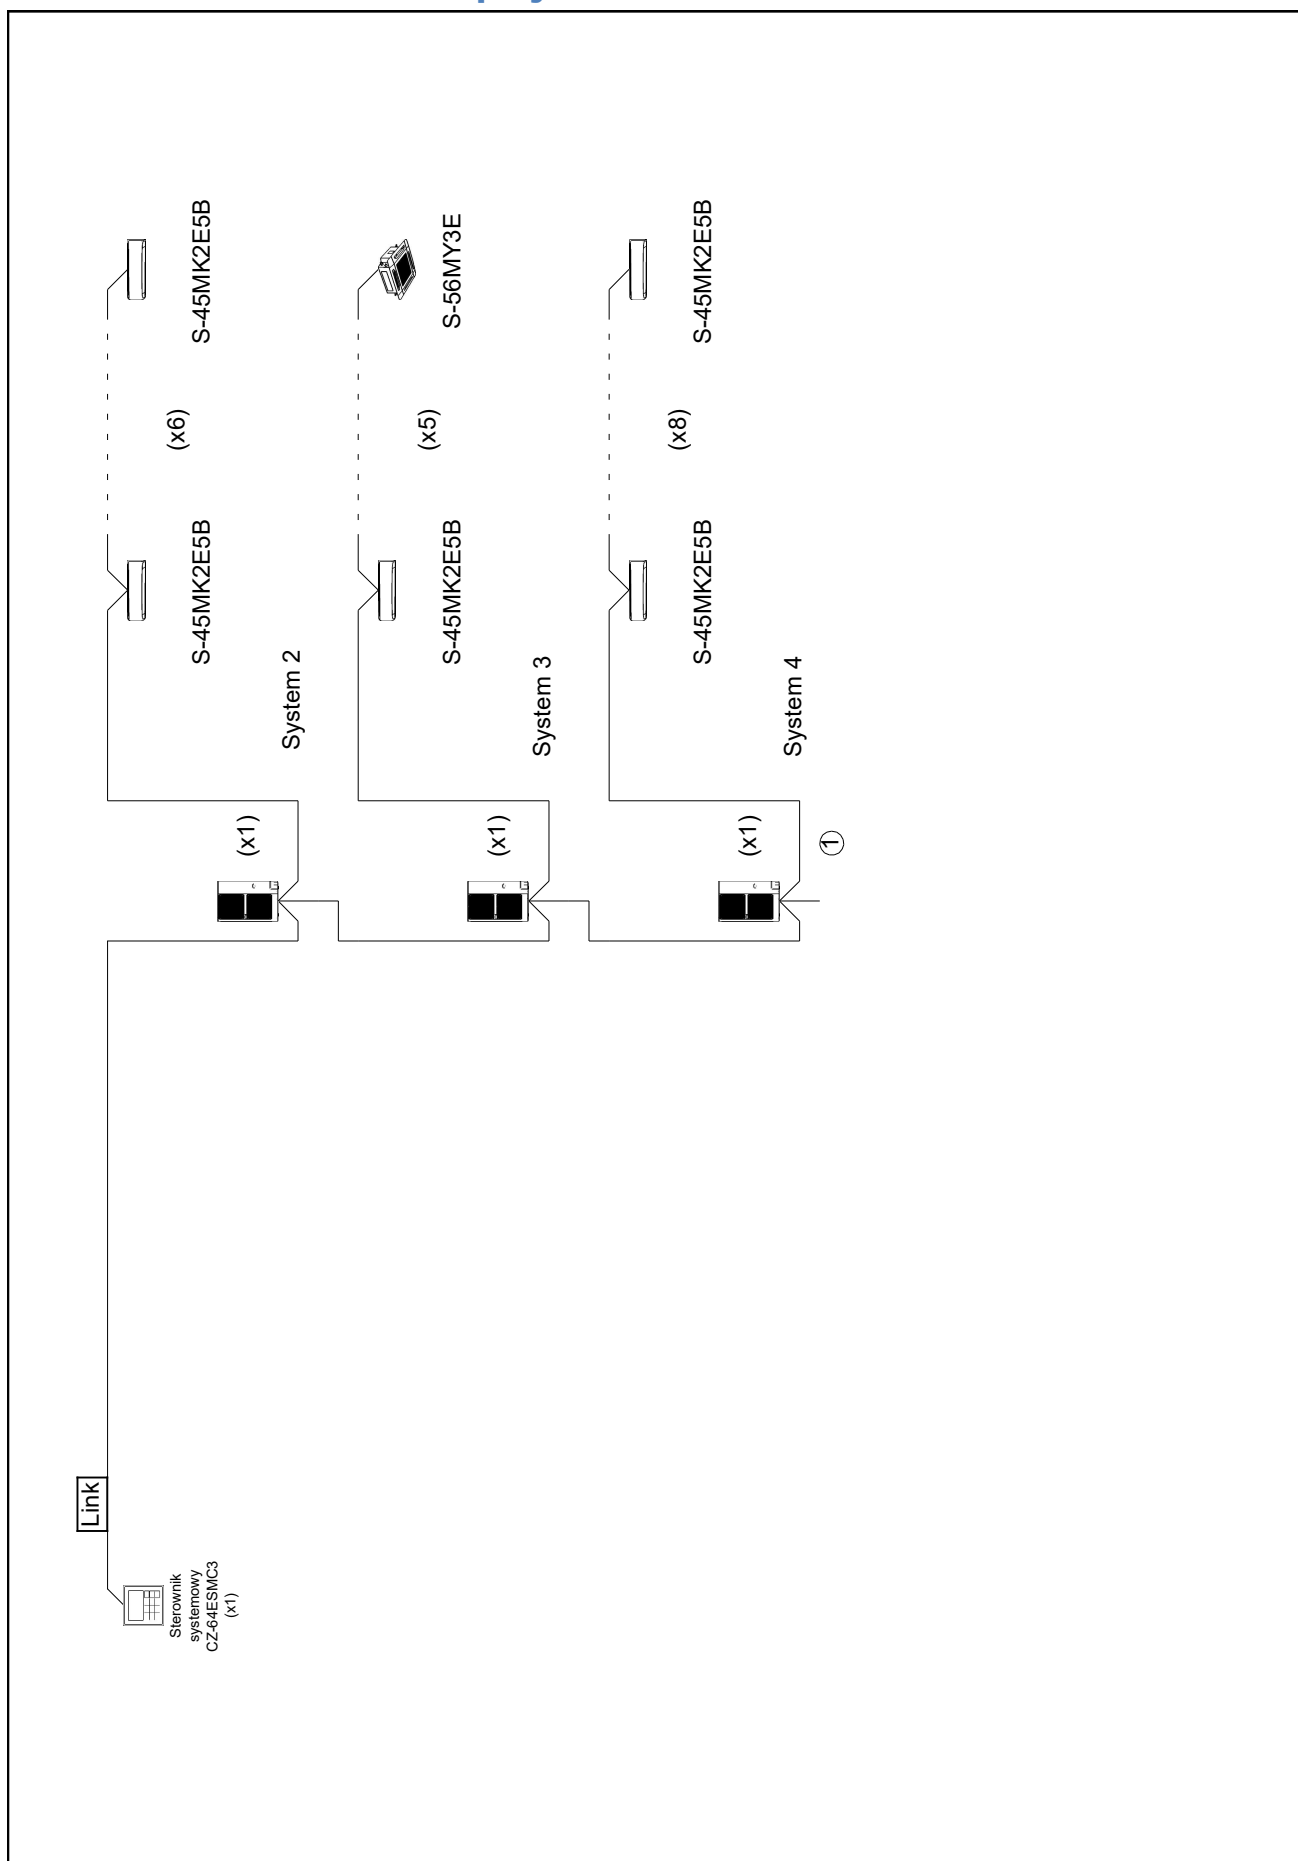 Link
Sterownik
systemowy
CZ-64ESMC3
(x1)
(x1)
System 2
S-45MK2E5B
(x6)
S-45MK2E5B
(x1)
System 3
S-45MK2E5B
(x5)
S-56MY3E
(x1)
System 4
S-45MK2E5B
(x8)
S-45MK2E5B
1